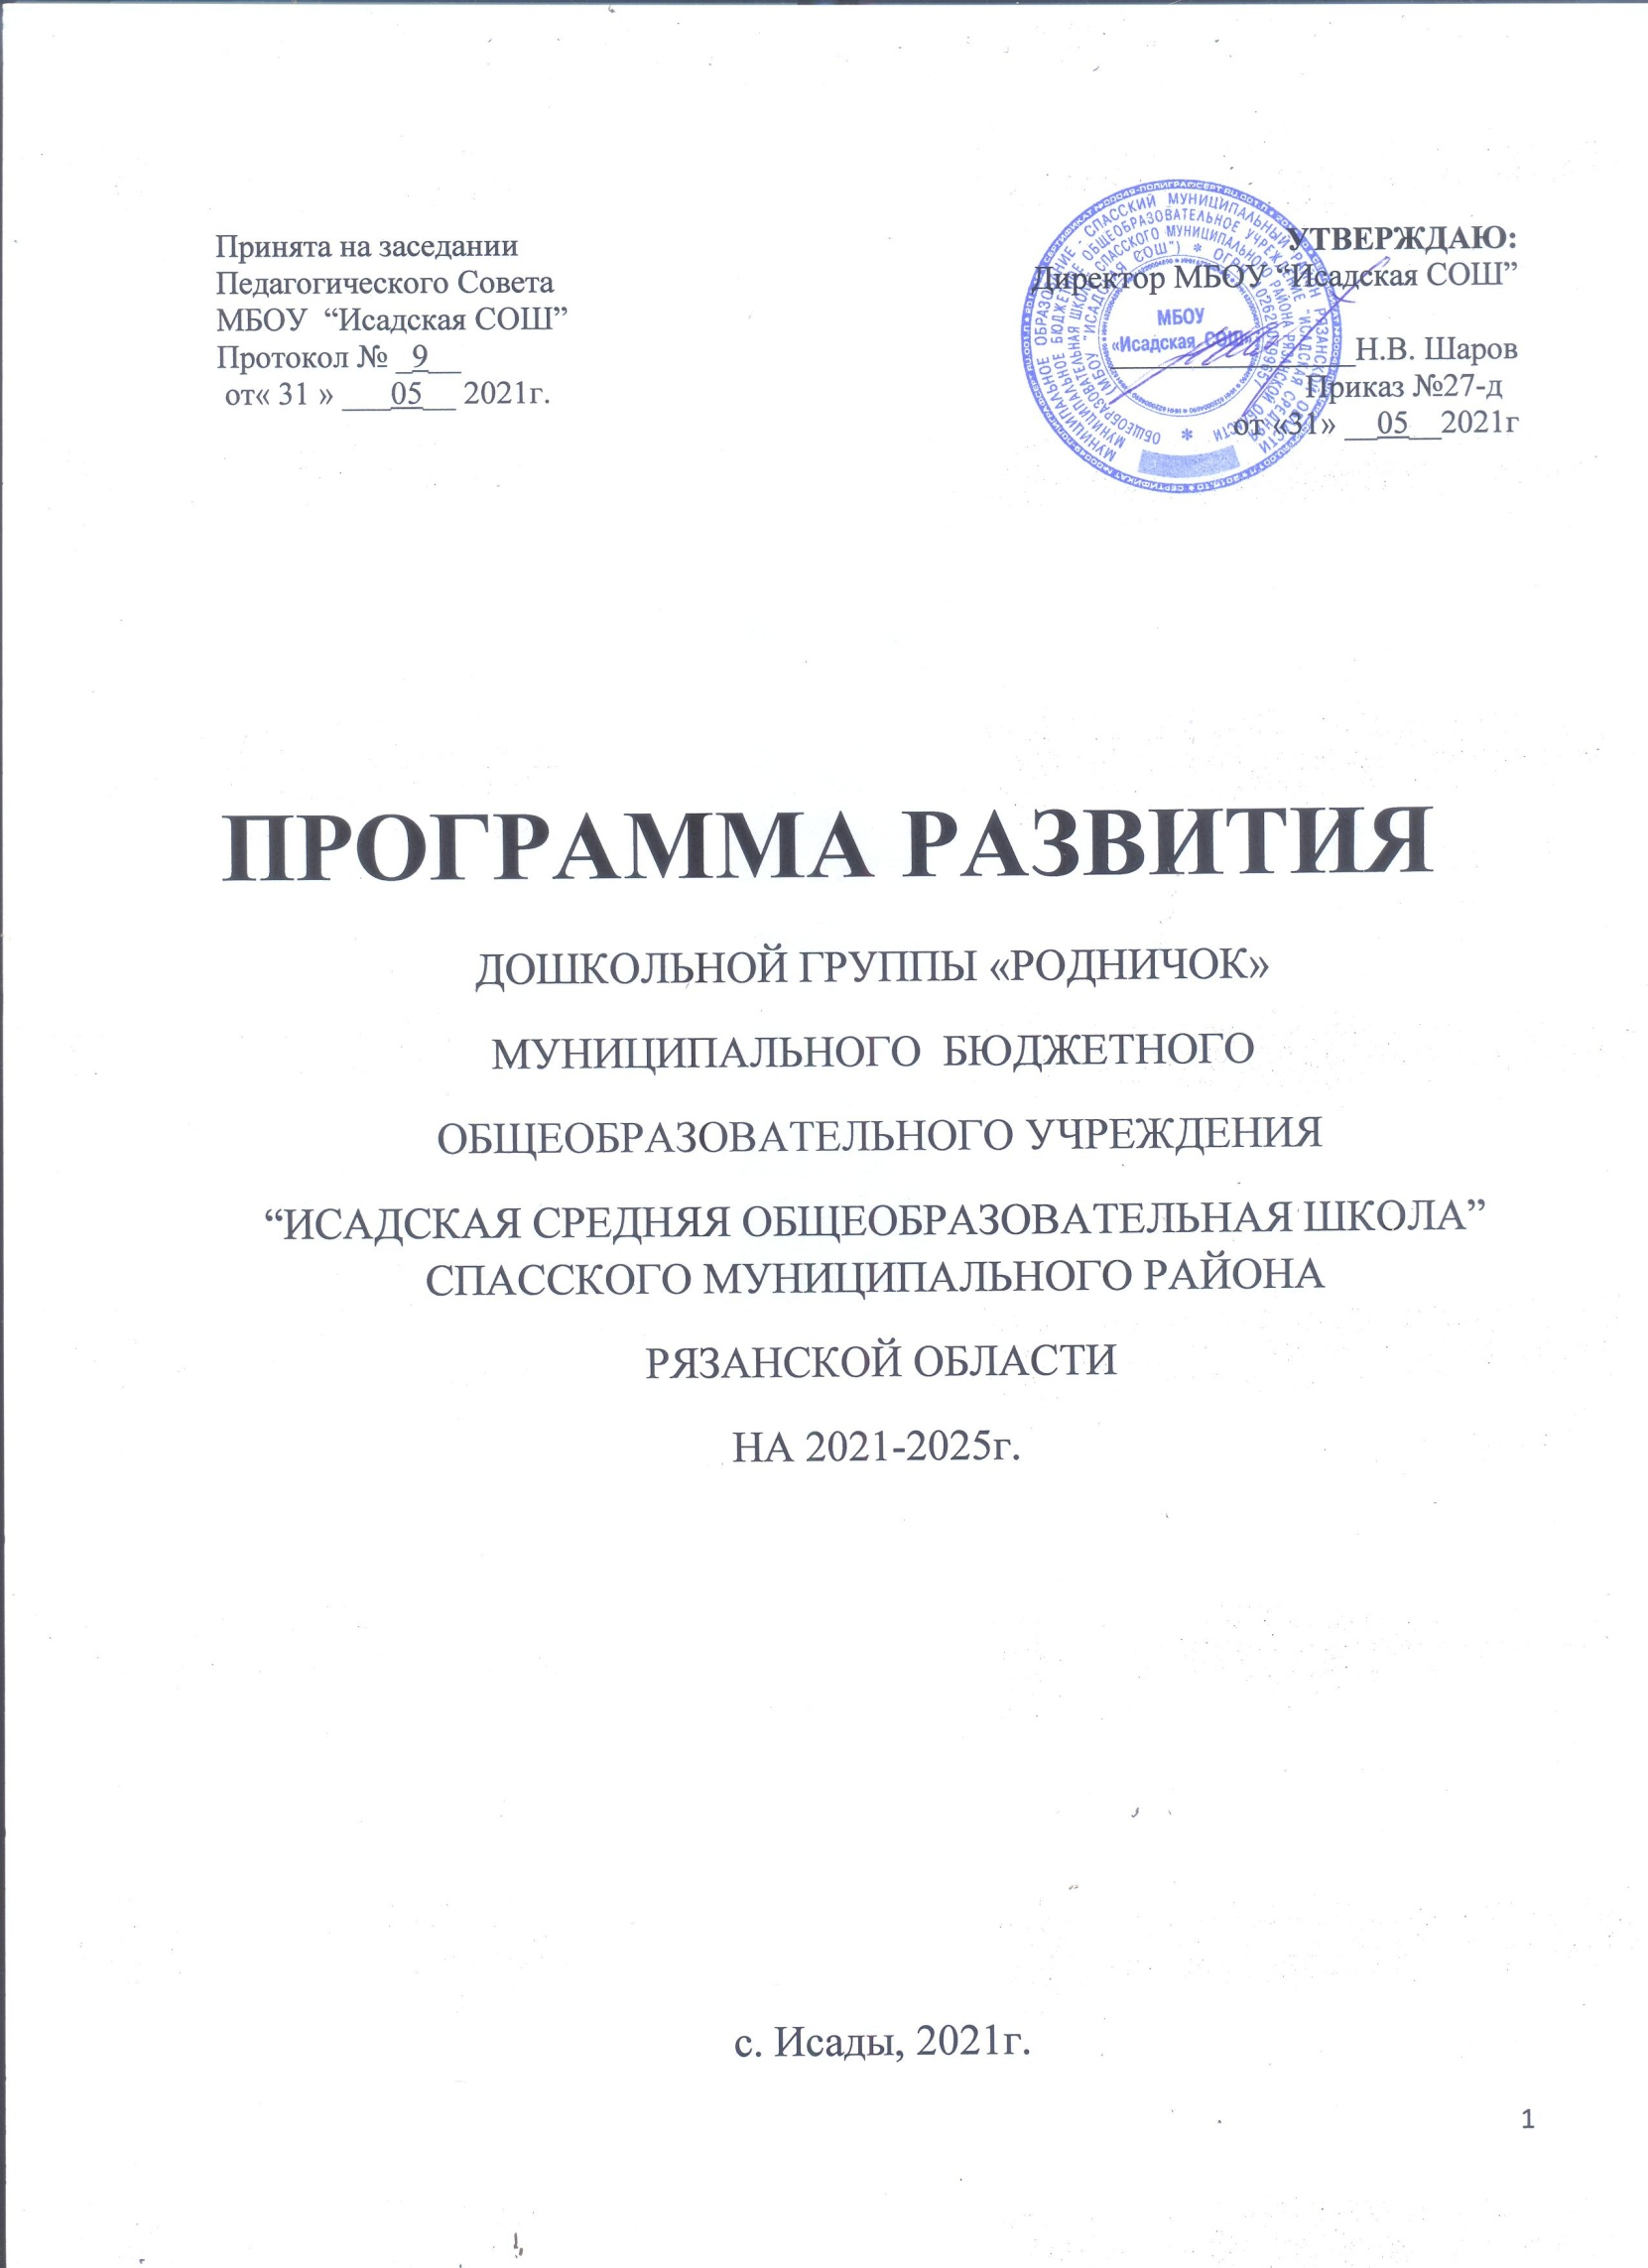 Принята на заседании
Педагогического Совета
МБОУ “Исадская СОШ”
Протокол № _9__
от« 31 » ___05__ 2021г.
УТВЕРЖДАЮ:
Директор МБОУ “Исадская СОШ”
_______________Н.В. Шаров
Приказ №27-д
от «31» __05__2021г
МБОУ
«Исадская СОШ»
ПРОГРАММА РАЗВИТИЯ
ДОШКОЛЬНОЙ ГРУППЫ «РОДНИЧОК»
МУНИЦИПАЛЬНОГО БЮДЖЕТНОГО
ОБЩЕОБРАЗОВАТЕЛЬНОГО УЧРЕЖДЕНИЯ
“ИСАДСКАЯ СРЕДНЯЯ ОБЩЕОБРАЗОВАТЕЛЬНАЯ ШКОЛА”
СПАССКОГО МУНИЦИПАЛЬНОГО РАЙОНА
РЯЗАНСКОЙ ОБЛАСТИ
НА 2021-2025г.
с. Исады, 2021г.
1